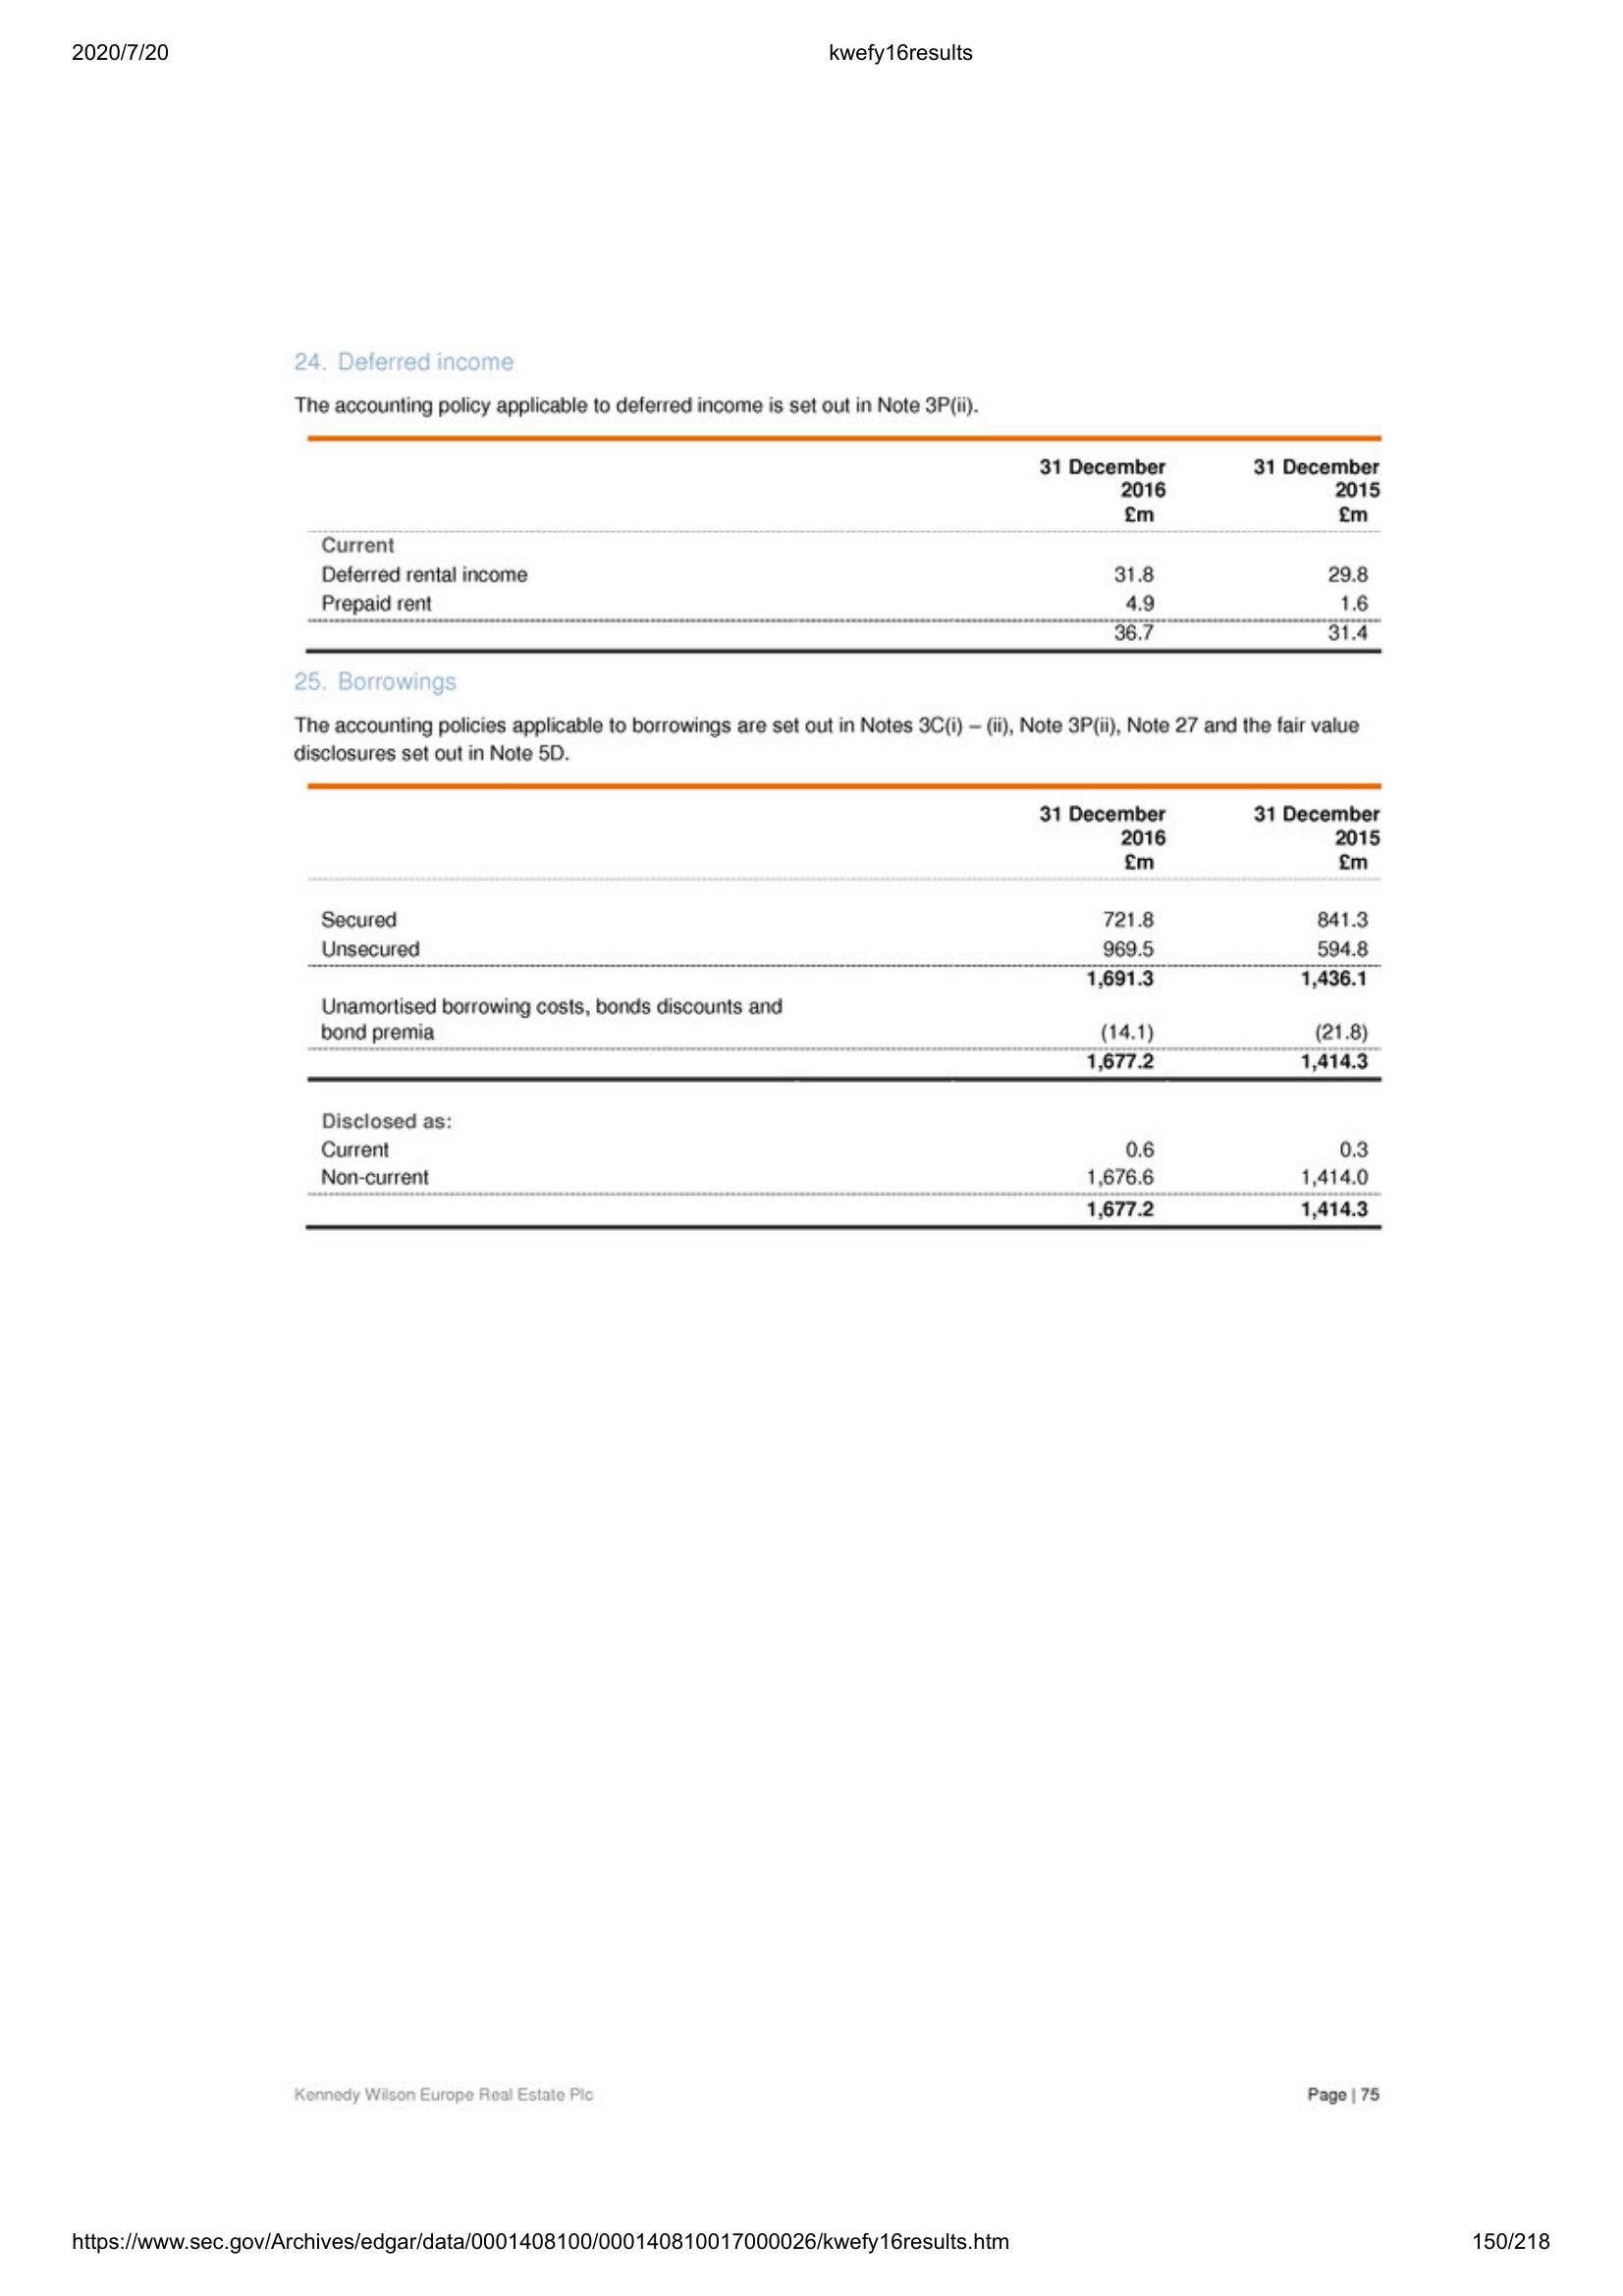 2020/7/20 kwefy16results
24. Deferred income
The accounting policy applicable to deferred income is set out in Note 3P(ii).
31 December 31 December
2016 2015
£m £m
Current
Deferred rental income 31.8 29.8
Prepaid rent 4.9 1.6
36.7 31.4
25. Borrowings
The accounting policies applicable to borrowings are set out in Notes 3C(i) – (ii), Note 3P(ii), Note 27 and the fair value
disclosures set out in Note 5D.
31 December 31 December
2016 2015
£m £m
Secured 721.8 841.3
Unsecured 969.5 594.8
1,691.3 1,436.1
Unamortised borrowing costs, bonds discounts and
bond premia (14.1) (21.8)
1,677.2 1,414.3
Disclosed as:
Current 0.6 0.3
Non-current 1,676.6 1,414.0
1,677.2 1,414.3
Kennedy Wilson Europe Real Estate Plc Page | 75
https://www.sec.gov/Archives/edgar/data/0001408100/000140810017000026/kwefy16results.htm 150/218